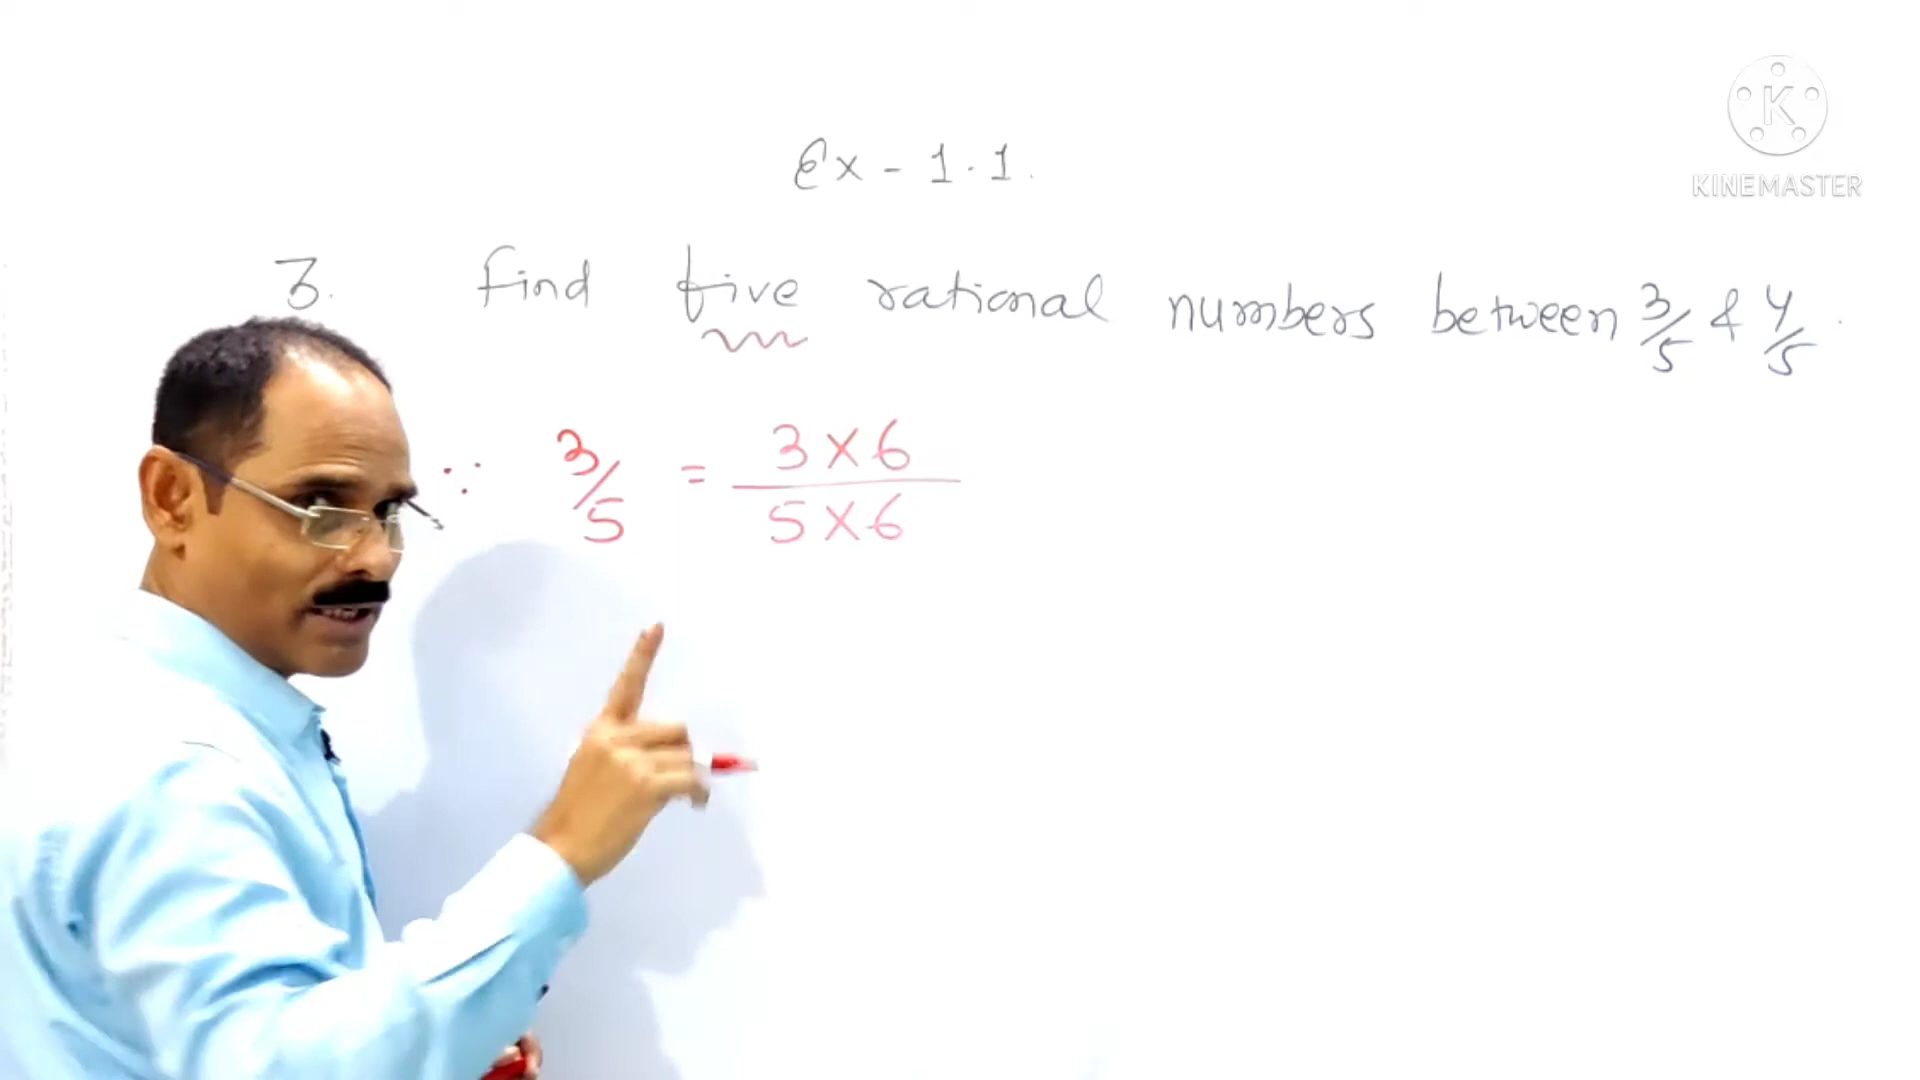 KINEMASTER
Ex - 1.1.
3. Find five rational numbers between 3/5 & 4/5.
∵ 3/5 = 3×6 / 5×6